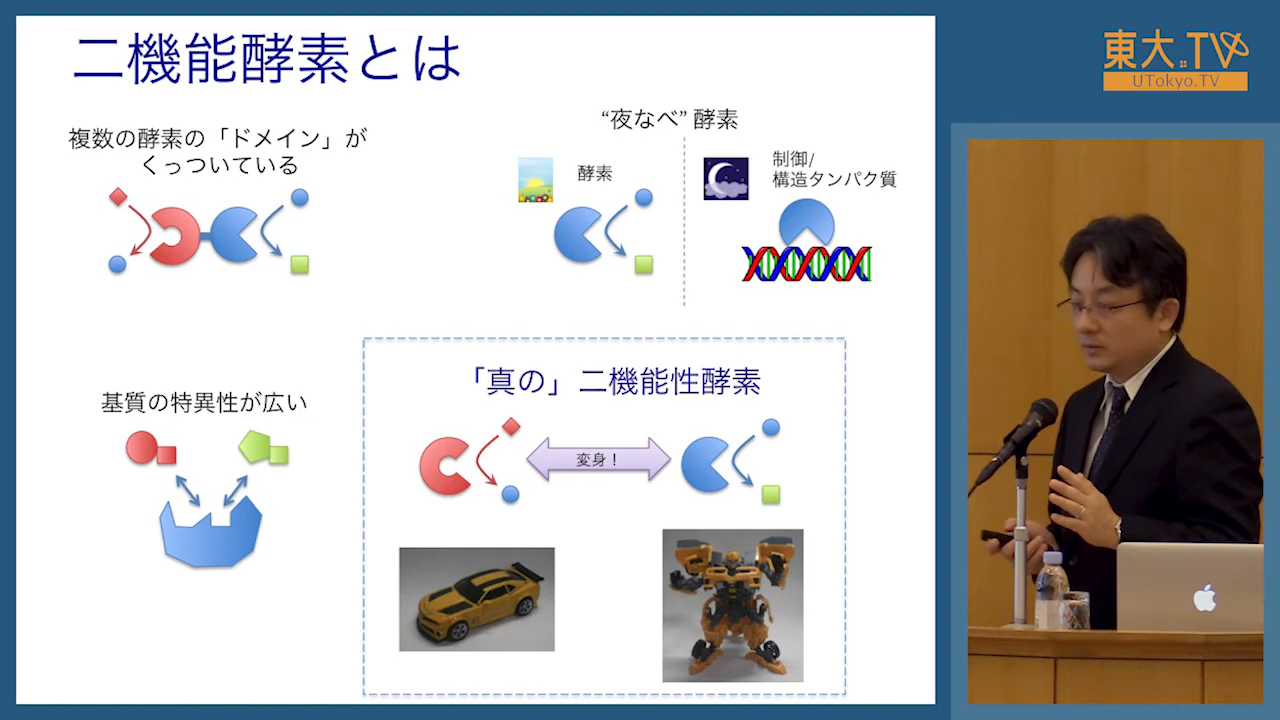 二機能酵素とは
東大.TV
UTokyo.TV
複数の酵素の「ドメイン」が
くっついている
“夜なべ” 酵素
酵素
制御/
構造タンパク質
基質の特異性が広い
「真の」二機能性酵素
変身！